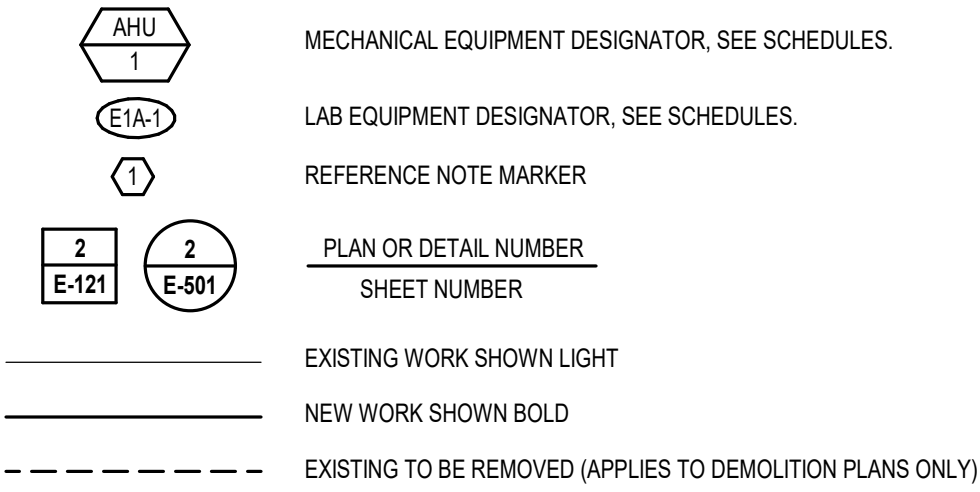 AHU
1
MECHANICAL EQUIPMENT DESIGNATOR, SEE SCHEDULES.
E1A-1
LAB EQUIPMENT DESIGNATOR, SEE SCHEDULES.
1
REFERENCE NOTE MARKER
2
E-121
2
E-501
PLAN OR DETAIL NUMBER
SHEET NUMBER
EXISTING WORK SHOWN LIGHT
NEW WORK SHOWN BOLD
EXISTING TO BE REMOVED (APPLIES TO DEMOLITION PLANS ONLY)